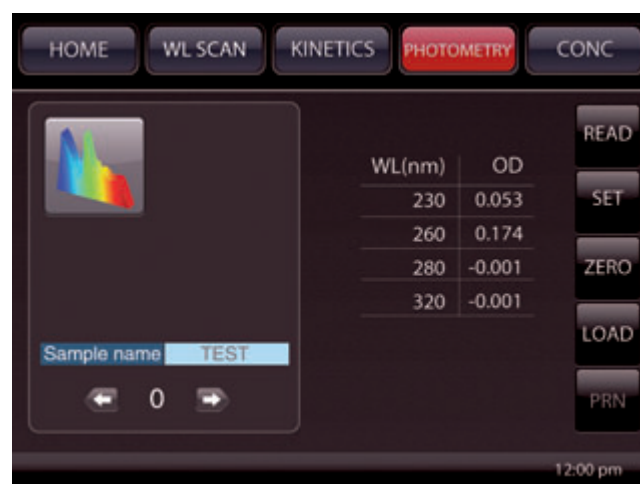 HOME WL SCAN KINETICS PHOTOMETRY CONC
READ
SET
ZERO
LOAD
PRN
WL(nm) OD
230 0.053
260 0.174
280 -0.001
320 -0.001
Sample name TEST
0
12:00 pm